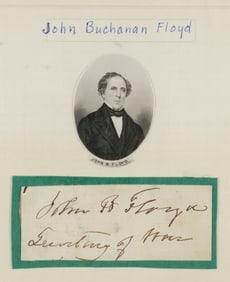 John Buchanan Floyd
JOHN B. FLOYD.
John B Floyd
Secretary of War